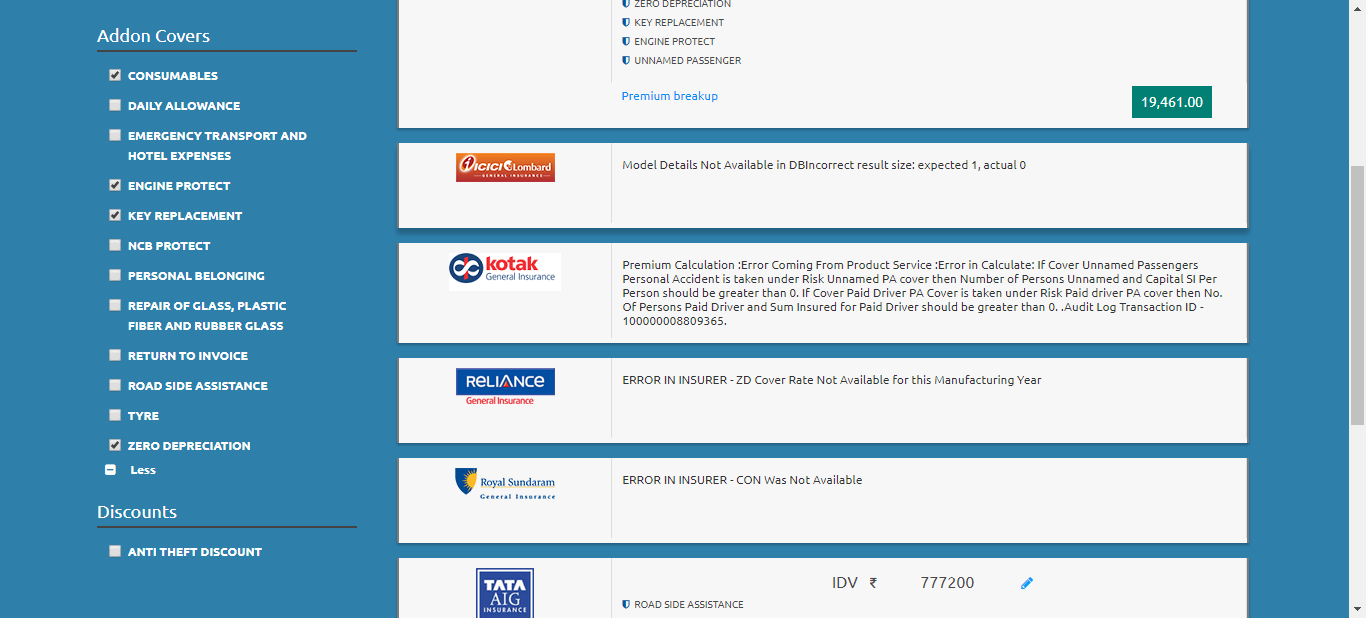 Addon Covers
CONSUMABLES
DAILY ALLOWANCE
EMERGENCY TRANSPORT AND
HOTEL EXPENSES
ENGINE PROTECT
KEY REPLACEMENT
NCB PROTECT
PERSONAL BELONGING
REPAIR OF GLASS, PLASTIC
FIBER AND RUBBER GLASS
RETURN TO INVOICE
ROAD SIDE ASSISTANCE
TYRE
ZERO DEPRECIATION
Less
Discounts
ANTI THEFT DISCOUNT
ZERO DEPRECIATION
KEY REPLACEMENT
ENGINE PROTECT
UNNAMED PASSENGER
Premium breakup
19,461.00
ICICI Lombard
GENERAL INSURANCE
Model Details Not Available in DBIncorrect result size: expected 1, actual 0
kotak
General Insurance
Premium Calculation :Error Coming From Product Service :Error in Calculate: If Cover Unnamed Passengers
Personal Accident is taken under Risk Unnamed PA cover then Number of Persons Unnamed and Capital SI Per
Person should be greater than 0. If Cover Paid Driver PA Cover is taken under Risk Paid driver PA cover then No.
Of Persons Paid Driver and Sum Insured for Paid Driver should be greater than 0. .Audit Log Transaction ID -
100000008809365.
RELIANCE
General Insurance
ERROR IN INSURER - ZD Cover Rate Not Available for this Manufacturing Year
Royal Sundaram
General Insurance
ERROR IN INSURER - CON Was Not Available
TATA
AIG
INSURANCE
IDV ₹ 777200
ROAD SIDE ASSISTANCE